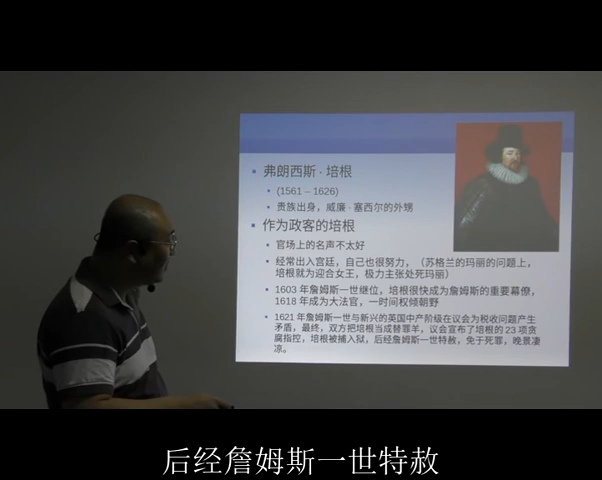 弗朗西斯·培根
(1561－1626)
贵族出身，威廉·塞西尔的外甥
作为政客的培根
官场上的名声不太好
经常出入宫廷，自己也很努力，（苏格兰的玛丽的问题上，
培根就为迎合女王，极力主张处死玛丽）
1603 年詹姆斯一世继位，培根很快成为詹姆斯的重要幕僚，
1618 年成为大法官，一时间权倾朝野
1621 年詹姆斯一世与新兴的英国中产阶级在议会为税收问题产生
矛盾，最终，双方把培根当成替罪羊，议会宣布了培根的 23 项贪
腐指控，培根被捕入狱，后经詹姆斯一世特赦，免于死罪，晚景凄
凉。
后经詹姆斯一世特赦